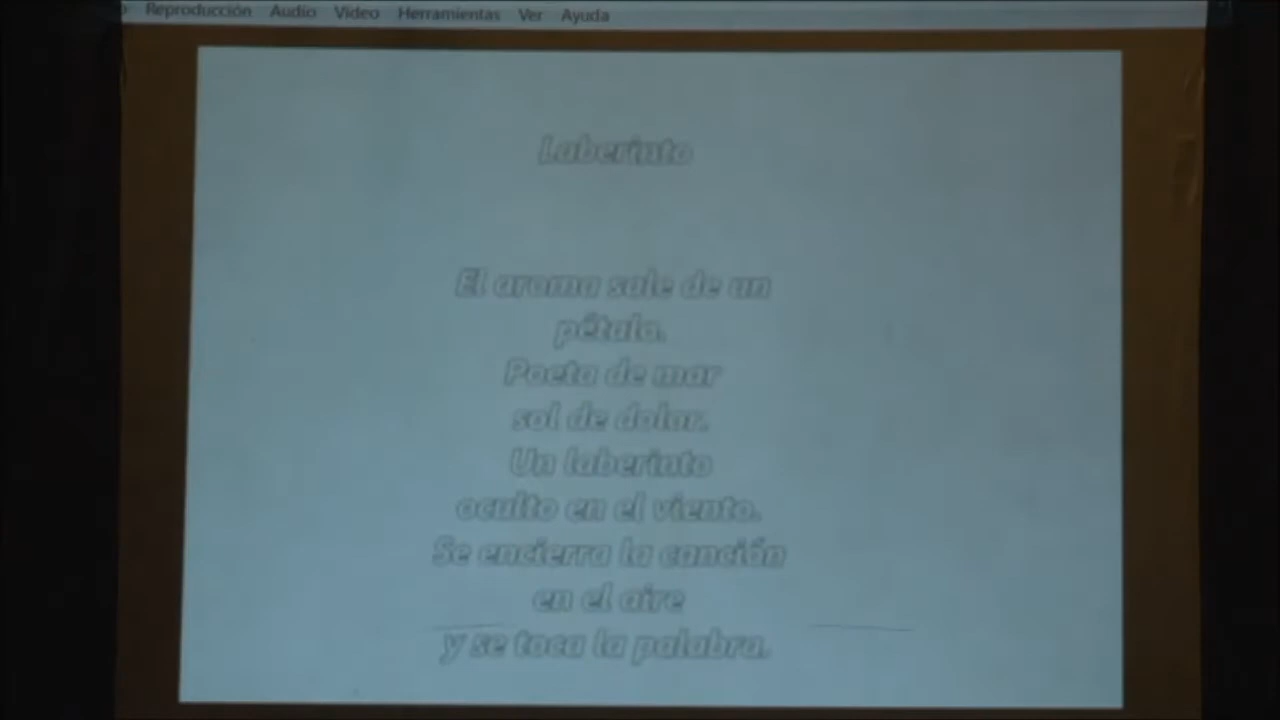 Reproducción Audio Video Herramientas Ver Ayuda
Laberinto
El aroma sale de un
pétalo.
Poeta de mar
sol de dolor.
Un laberinto
oculto en el viento.
Se encierra la canción
en el aire
y se toca la palabra.